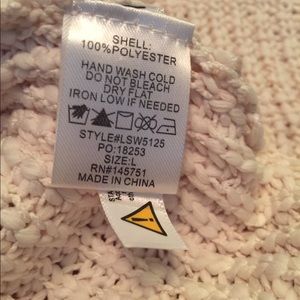 SHELL:
100%POLYESTER
HAND WASH COLD
DO NOT BLEACH
DRY FLAT
IRON LOW IF NEEDED
STYLE#LSW5125
PO:18253
SIZE:L
RN#145751
MADE IN CHINA